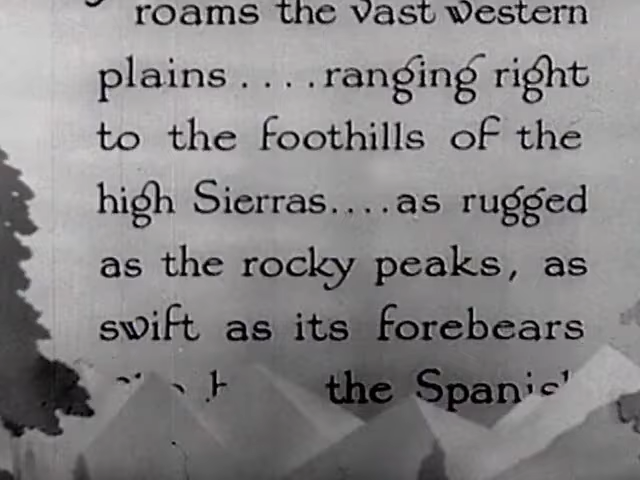 roams the vast western
plains . . . . ranging right
to the foothills of the
high Sierras.... as rugged
as the rocky peaks, as
swift as its forebears
the